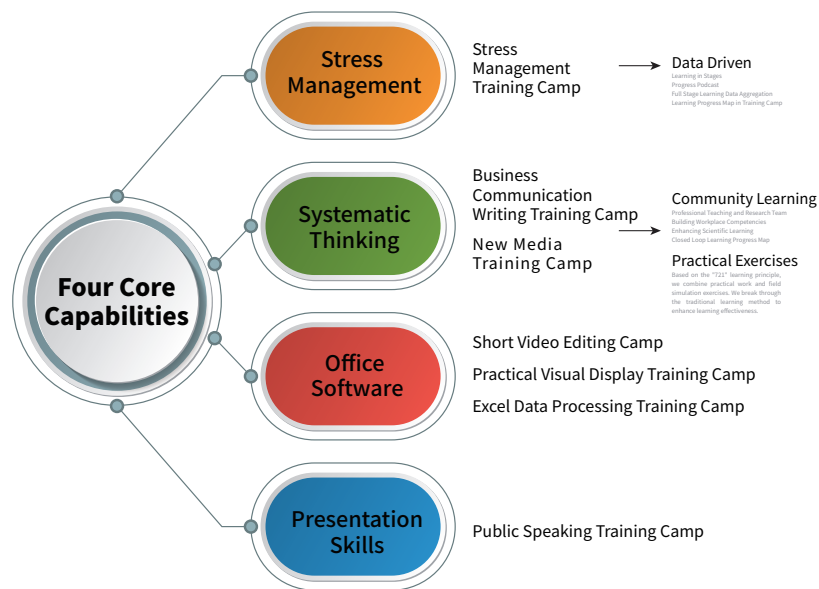 Four Core
Capabilities
Stress
Management
Stress
Management
Training Camp
Data Driven
Learning in Stages
Progress Podcast
Full Stage Learning Data Aggregation
Learning Progress Map in Training Camp
Systematic
Thinking
Business
Communication
Writing Training Camp
New Media
Training Camp
Community Learning
Professional Teaching and Research Team
Building Workplace Competencies
Enhancing Scientific Learning
Closed Loop Learning Progress Map
Practical Exercises
Based on the "721" learning principle,
we combine practical work and field
simulation exercises. We break through
the traditional learning method to
enhance learning effectiveness.
Office
Software
Short Video Editing Camp
Practical Visual Display Training Camp
Excel Data Processing Training Camp
Presentation
Skills
Public Speaking Training Camp